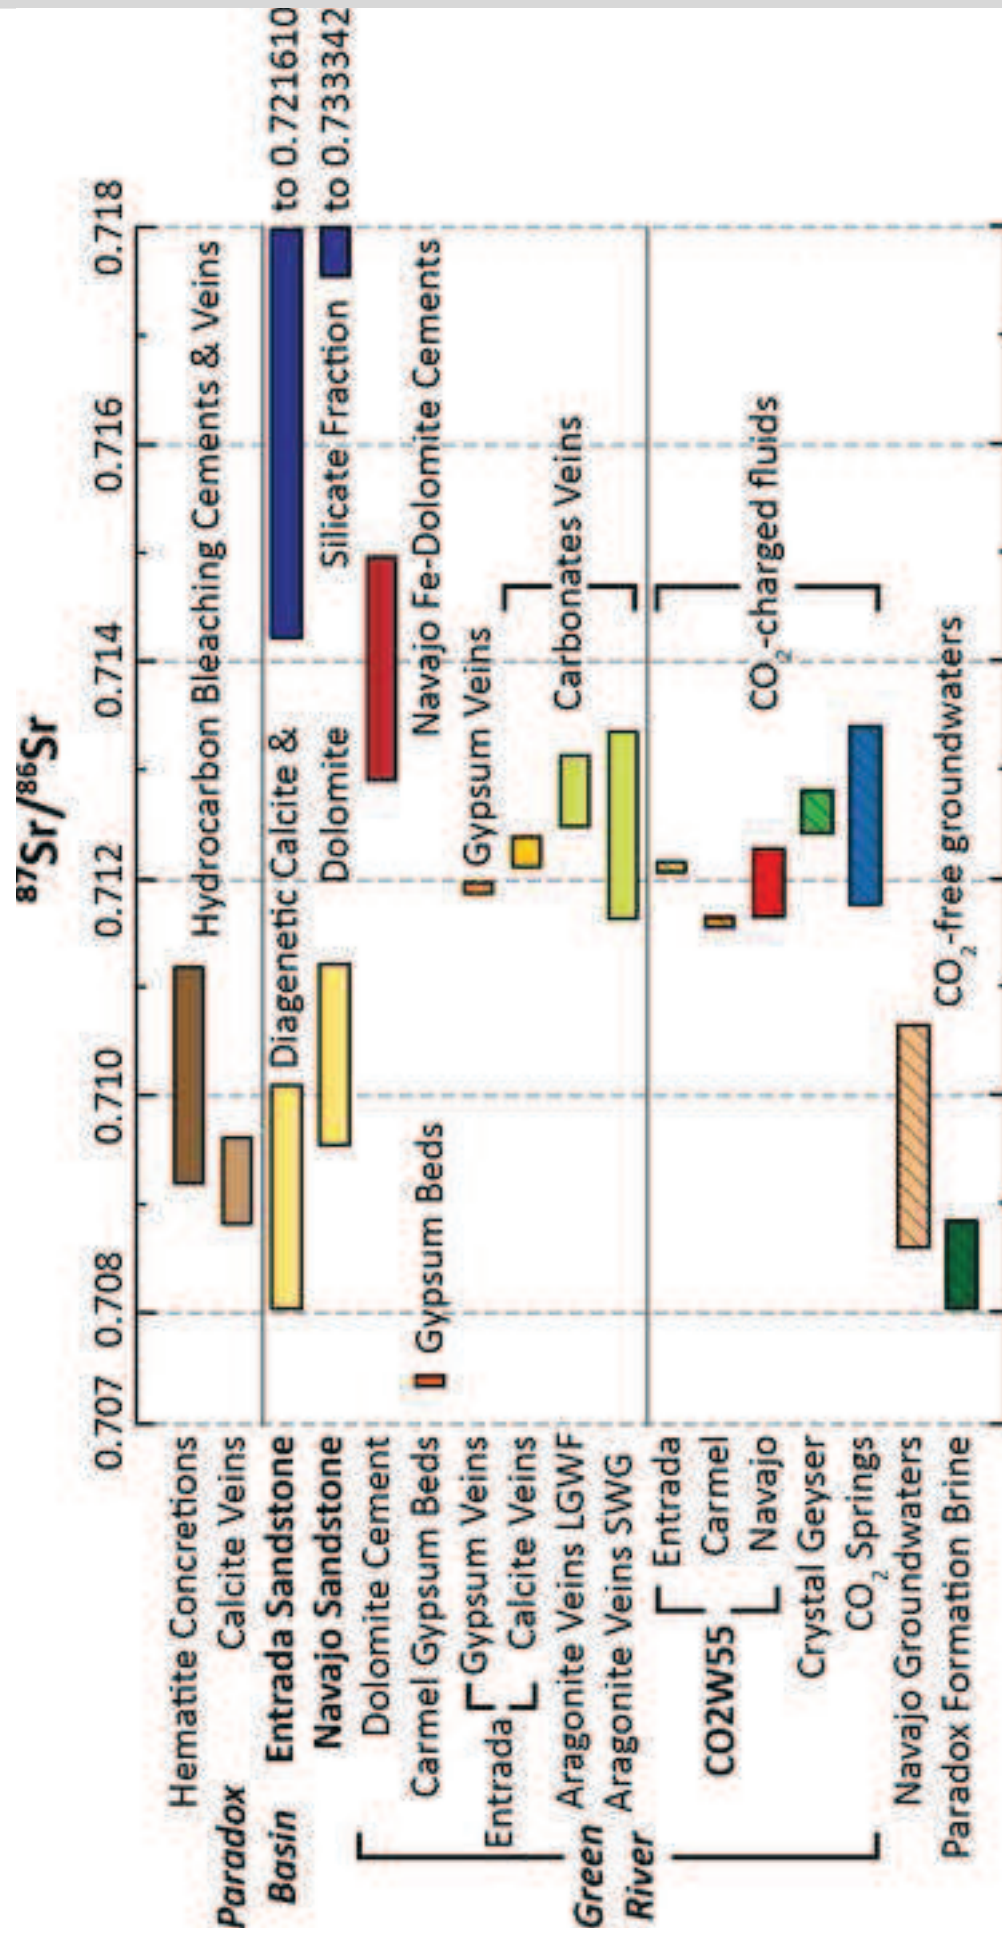 ⁸⁷Sr/⁸⁶Sr
0.707 0.708 0.710 0.712 0.714 0.716 0.718
Hematite Concretions
Hydrocarbon Bleaching Cements & Veins
Paradox
Calcite Veins
Basin
Entrada Sandstone
Diagenetic Calcite &
to 0.721610
Navajo Sandstone
Dolomite
Silicate Fraction
to 0.733342
Dolomite Cement
Navajo Fe-Dolomite Cements
Carmel Gypsum Beds
Gypsum Beds
Entrada
Gypsum Veins
Gypsum Veins
Calcite Veins
Green
Aragonite Veins LGWF
Carbonates Veins
River
Aragonite Veins SWG
CO2W55
Entrada
Carmel
Navajo
CO₂-charged fluids
Crystal Geyser
CO₂ Springs
Navajo Groundwaters
CO₂-free groundwaters
Paradox Formation Brine